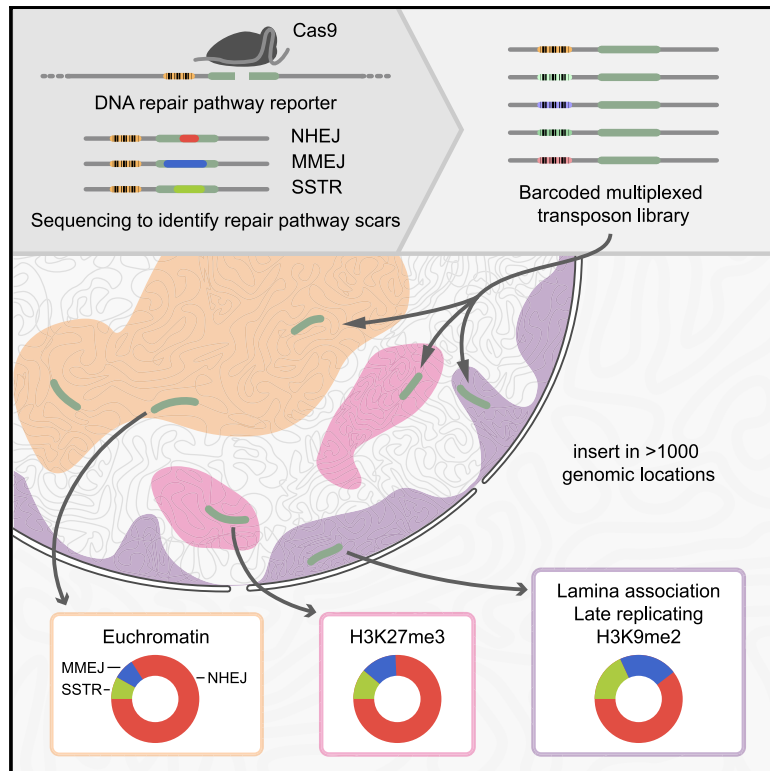 Cas9
DNA repair pathway reporter
NHEJ
MMEJ
SSTR
Sequencing to identify repair pathway scars
Barcoded multiplexed
transposon library
insert in >1000
genomic locations
Euchromatin
MMEJ
SSTR
NHEJ
H3K27me3
Lamina association
Late replicating
H3K9me2